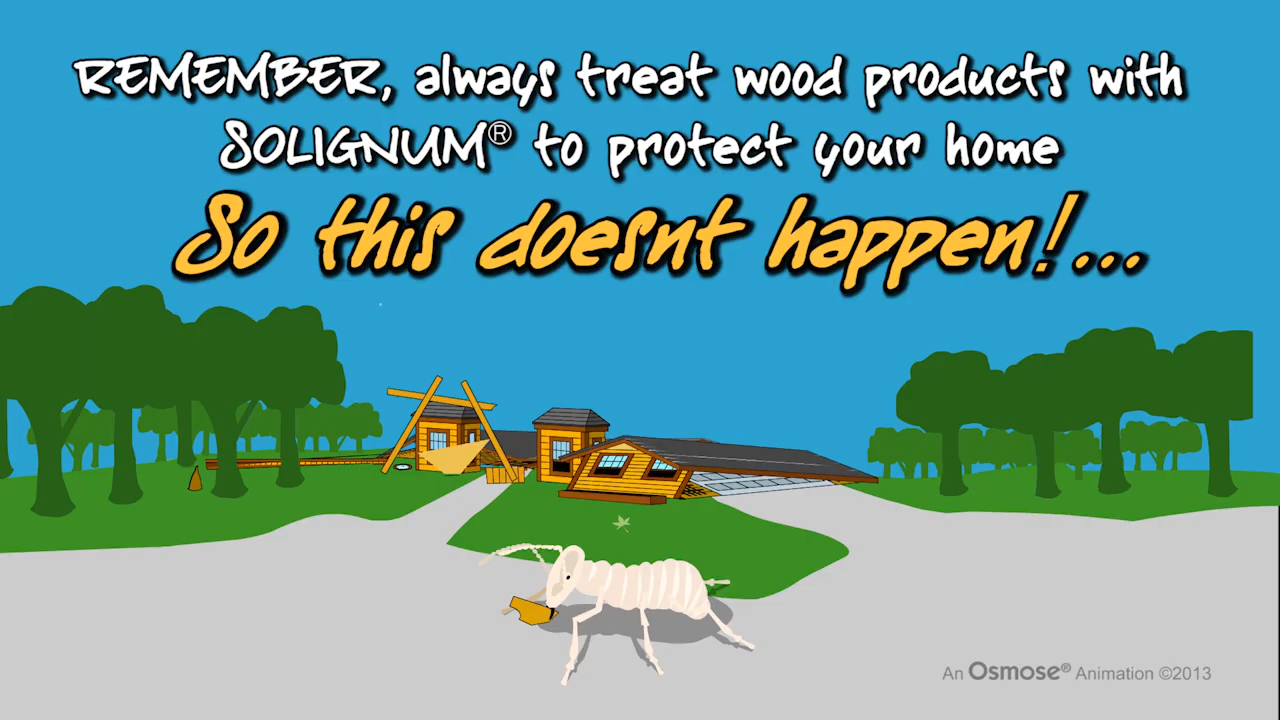 REMEMBER, always treat wood products with
SOLIGNUM® to protect your home
So this doesnt happen!...
An Osmose® Animation ©2013